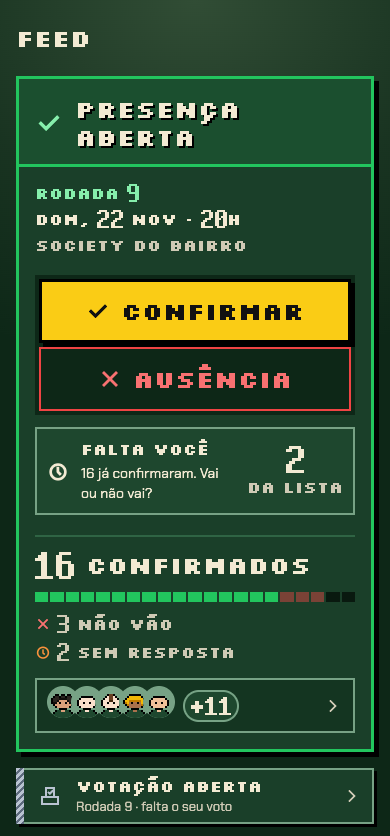 FEED
PRESENÇA
ABERTA
RODADA 9
DOM, 22 NOV · 20H
SOCIETY DO BAIRRO
CONFIRMAR
AUSÊNCIA
FALTA VOCÊ
16 já confirmaram. Vai
ou não vai?
2
DA LISTA
16 CONFIRMADOS
3 NÃO VÃO
2 SEM RESPOSTA
+11
VOTAÇÃO ABERTA
Rodada 9 · falta o seu voto